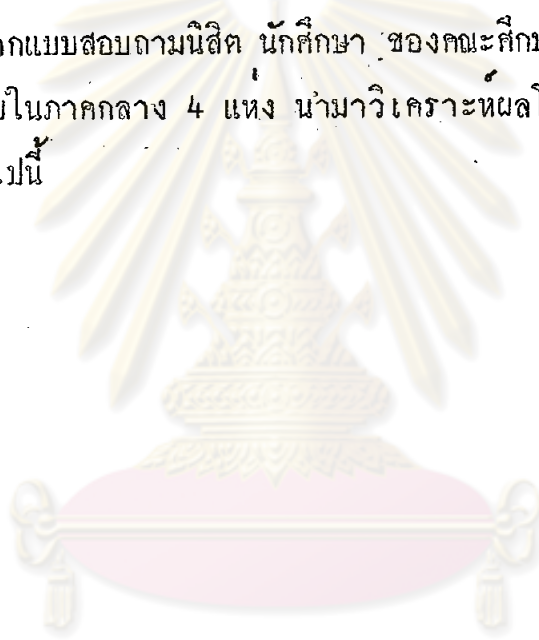 กแบบสอบถามนิสิต นักศึกษา ของคณะศึกษ
ในภาคกลาง 4 แห่ง นำมาวิเคราะห์ผลโ
ไปนี้